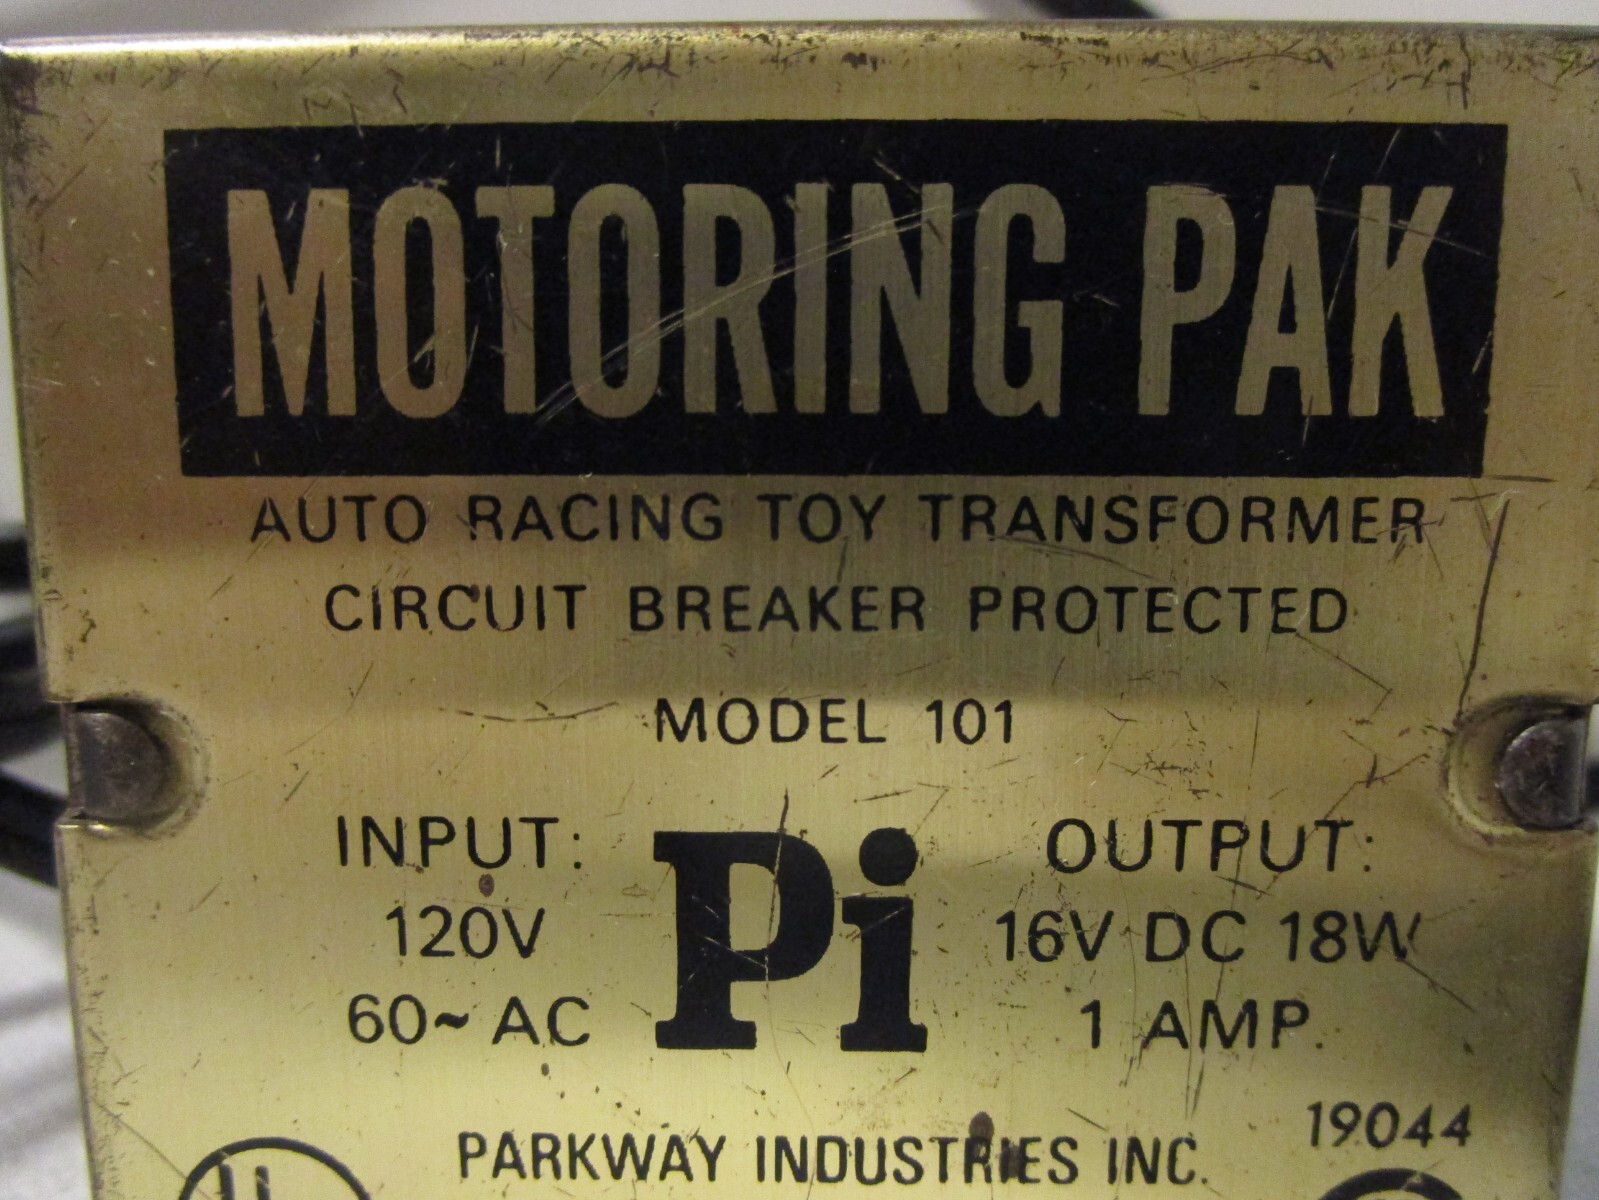 MOTORING PAK
AUTO RACING TOY TRANSFORMER
CIRCUIT BREAKER PROTECTED
MODEL 101
INPUT:
120V
60~ AC
Pi
OUTPUT:
16V DC 18W
1 AMP.
19044
PARKWAY INDUSTRIES INC.